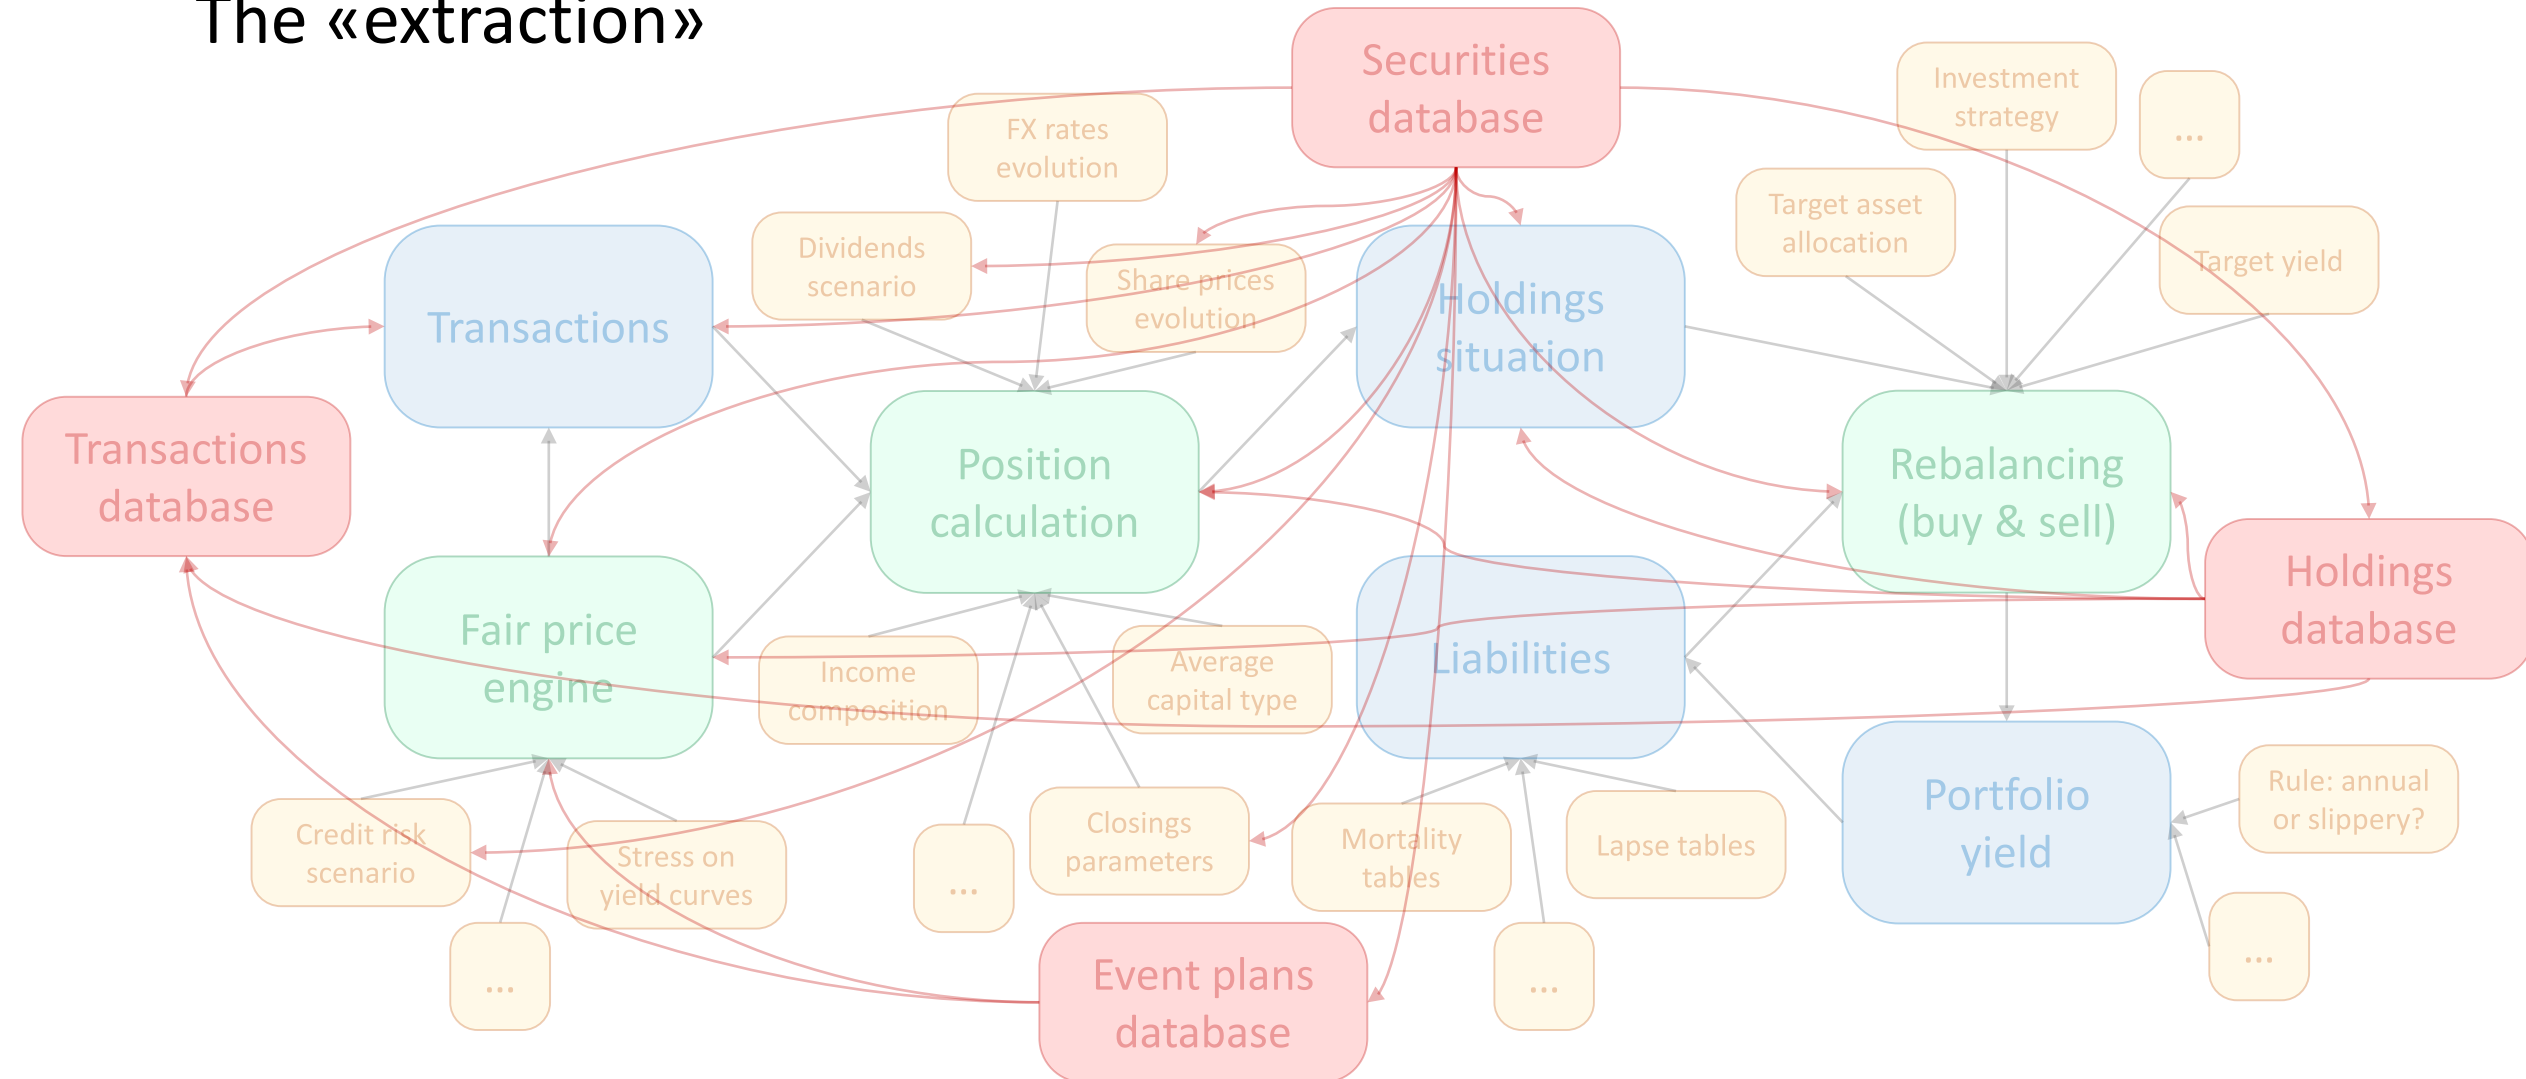 The «extraction»
Securities
database
Investment
strategy
...
FX rates
evolution
Target asset
allocation
Dividends
scenario
Share prices
evolution
Target yield
Transactions
Holdings
situation
Transactions
database
Position
calculation
Rebalancing
(buy & sell)
Holdings
database
Fair price
engine
Income
composition
Average
capital type
Liabilities
Portfolio
yield
Rule: annual
or slippery?
Credit risk
scenario
Stress on
yield curves
...
Closings
parameters
Mortality
tables
Lapse tables
...
...
...
Event plans
database